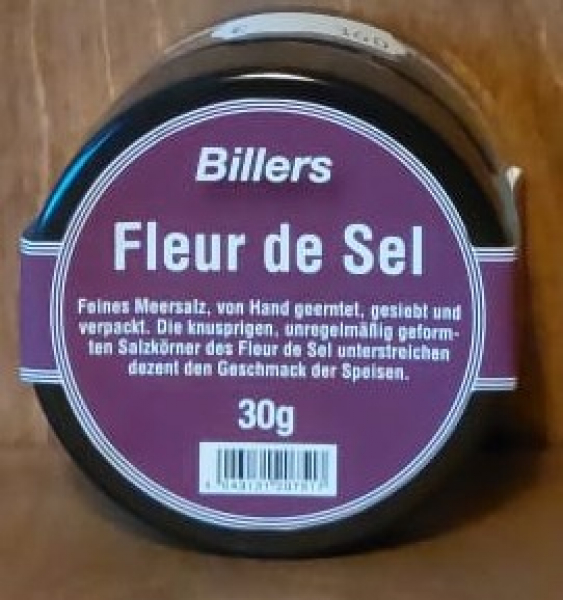 Billers
Fleur de Sel
Feines Meersalz, von Hand geerntet, gesiebt und
verpackt. Die knusprigen, unregelmäßig geform-
ten Salzkörner des Fleur de Sel unterstreichen
dezent den Geschmack der Speisen.
30g